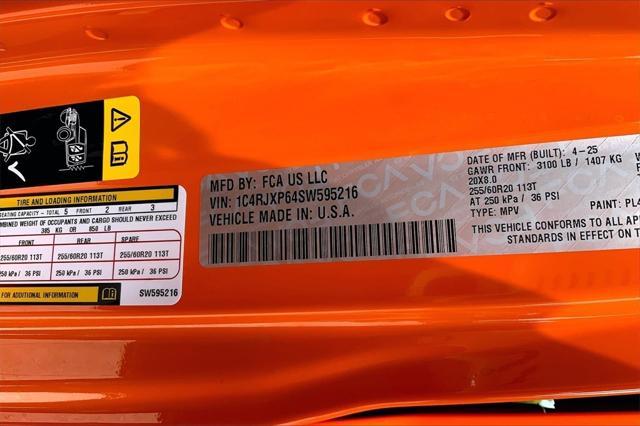 TIRE AND LOADING INFORMATION
SEATING CAPACITY - TOTAL 5 FRONT 2 REAR 3
COMBINED WEIGHT OF OCCUPANTS AND CARGO SHOULD NEVER EXCEED
385 KG OR 850 LB
FRONT REAR SPARE
255/60R20 113T 255/60R20 113T 255/60R20 113T
250 kPa / 36 PSI 250 kPa / 36 PSI 250 kPa / 36 PSI
FOR ADDITIONAL INFORMATION
SW595216
MFD BY: FCA US LLC
VIN: 1C4RJXP64SW595216
VEHICLE MADE IN U.S.A.
DATE OF MFR (BUILT): 4-25
GAWR FRONT: 3100 LB / 1407 KG
20X8.0
255/60R20 113T
AT 250 kPa / 36 PSI
TYPE: MPV
PAINT: PL4
THIS VEHICLE CONFORMS TO ALL AP
STANDARDS IN EFFECT ON T